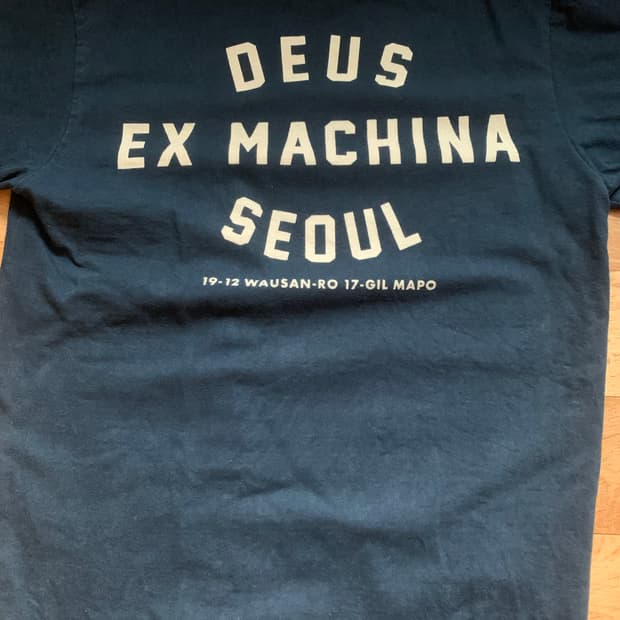 DEUS
EX MACHINA
SEOUL
19-12 WAUSAN-RO 17-GIL MAPO